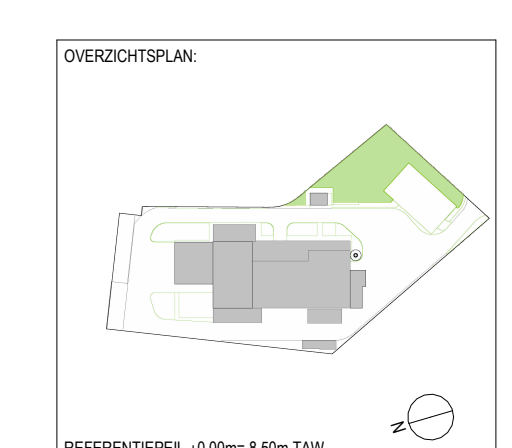 OVERZICHTSPLAN:
N
REFERENTIEPEIL +0.00m= 8.50m TAW